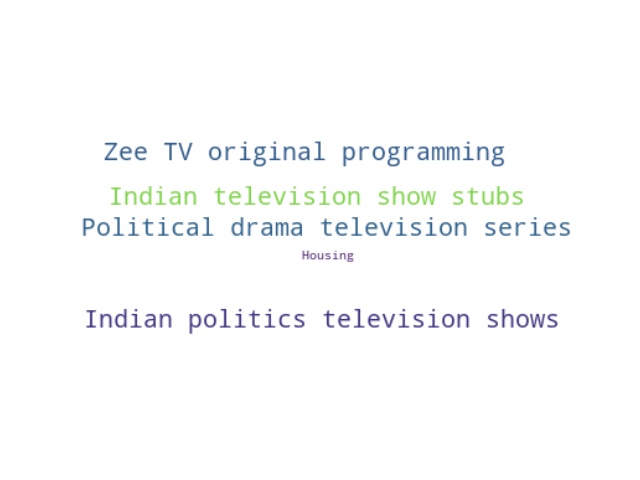 Zee TV original programming
Indian television show stubs
Political drama television series
Housing
Indian politics television shows